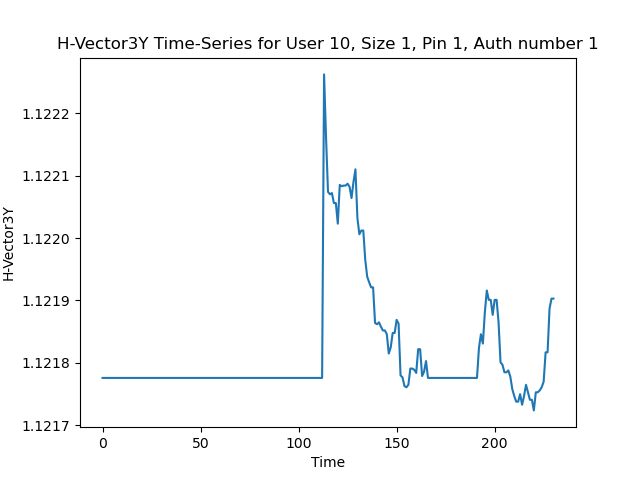 H-Vector3Y Time-Series for User 10, Size 1, Pin 1, Auth number 1
H-Vector3Y
1.1222
1.1221
1.1220
1.1219
1.1218
1.1217
0 50 100 150 200
Time